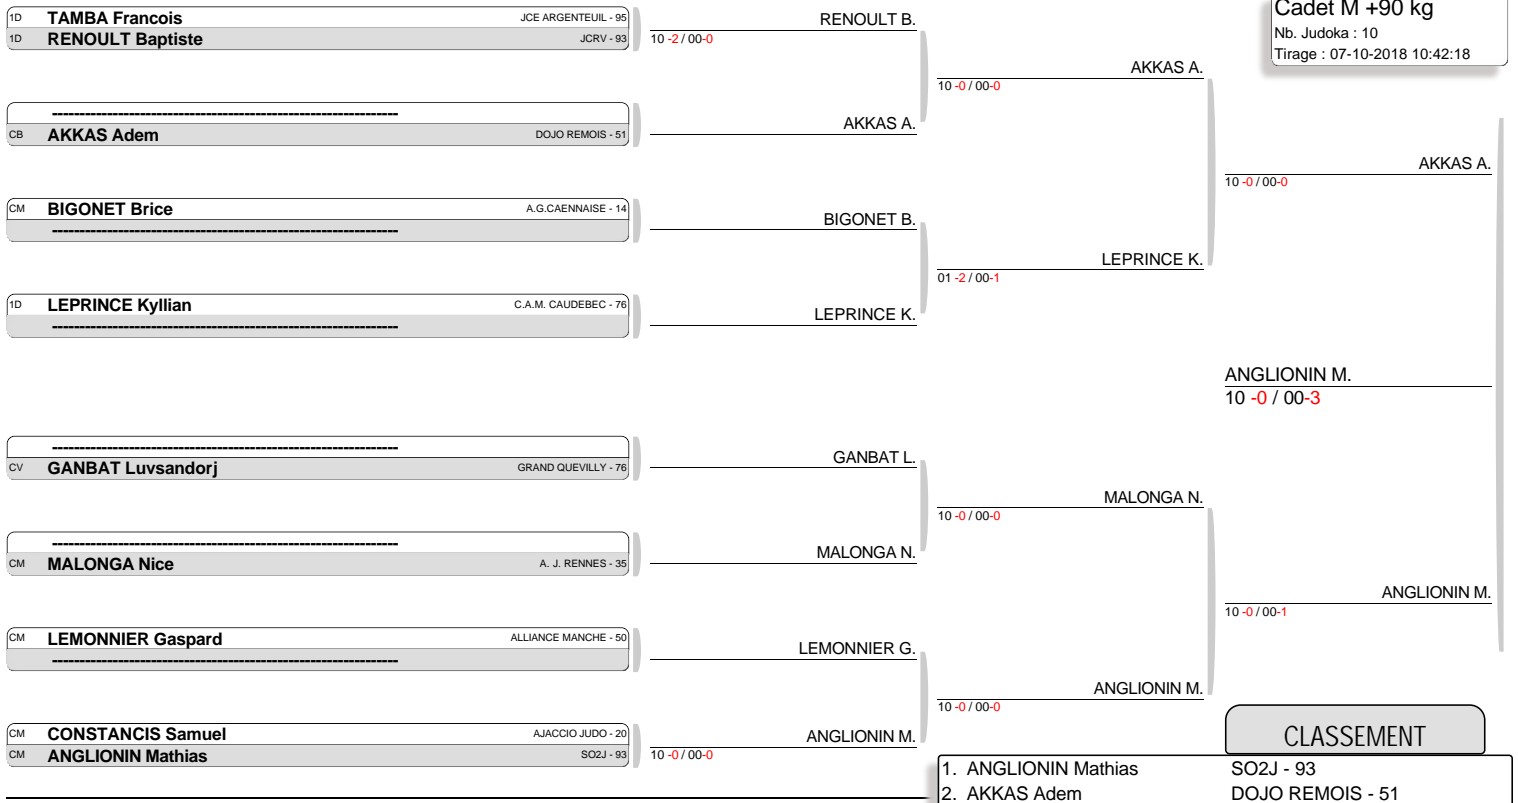 Cadet M +90 kg
Nb. Judoka : 10
Tirage : 07-10-2018 10:42:18
1D TAMBA Francois JCE ARGENTEUIL - 95
1D RENOULT Baptiste JCRV - 93
RENOULT B.
10 -2 / 00-0
------------------------------------------------------------------
CB AKKAS Adem DOJO REMOIS - 51
AKKAS A.
AKKAS A.
10 -0 / 00-0
CM BIGONET Brice A.G.CAENNAISE - 14
------------------------------------------------------------------
BIGONET B.
1D LEPRINCE Kyllian C.A.M. CAUDEBEC - 76
------------------------------------------------------------------
LEPRINCE K.
LEPRINCE K.
01 -2 / 00-1
AKKAS A.
10 -0 / 00-0
ANGLIONIN M.
10 -0 / 00-3
------------------------------------------------------------------
CV GANBAT Luvsandorj GRAND QUEVILLY - 76
GANBAT L.
------------------------------------------------------------------
CM MALONGA Nice A. J. RENNES - 35
MALONGA N.
MALONGA N.
10 -0 / 00-0
CM LEMONNIER Gaspard ALLIANCE MANCHE - 50
------------------------------------------------------------------
LEMONNIER G.
CM CONSTANCIS Samuel AJACCIO JUDO - 20
CM ANGLIONIN Mathias SO2J - 93
ANGLIONIN M.
10 -0 / 00-0
ANGLIONIN M.
10 -0 / 00-0
ANGLIONIN M.
10 -0 / 00-1
CLASSEMENT
1. ANGLIONIN Mathias SO2J - 93
2. AKKAS Adem DOJO REMOIS - 51